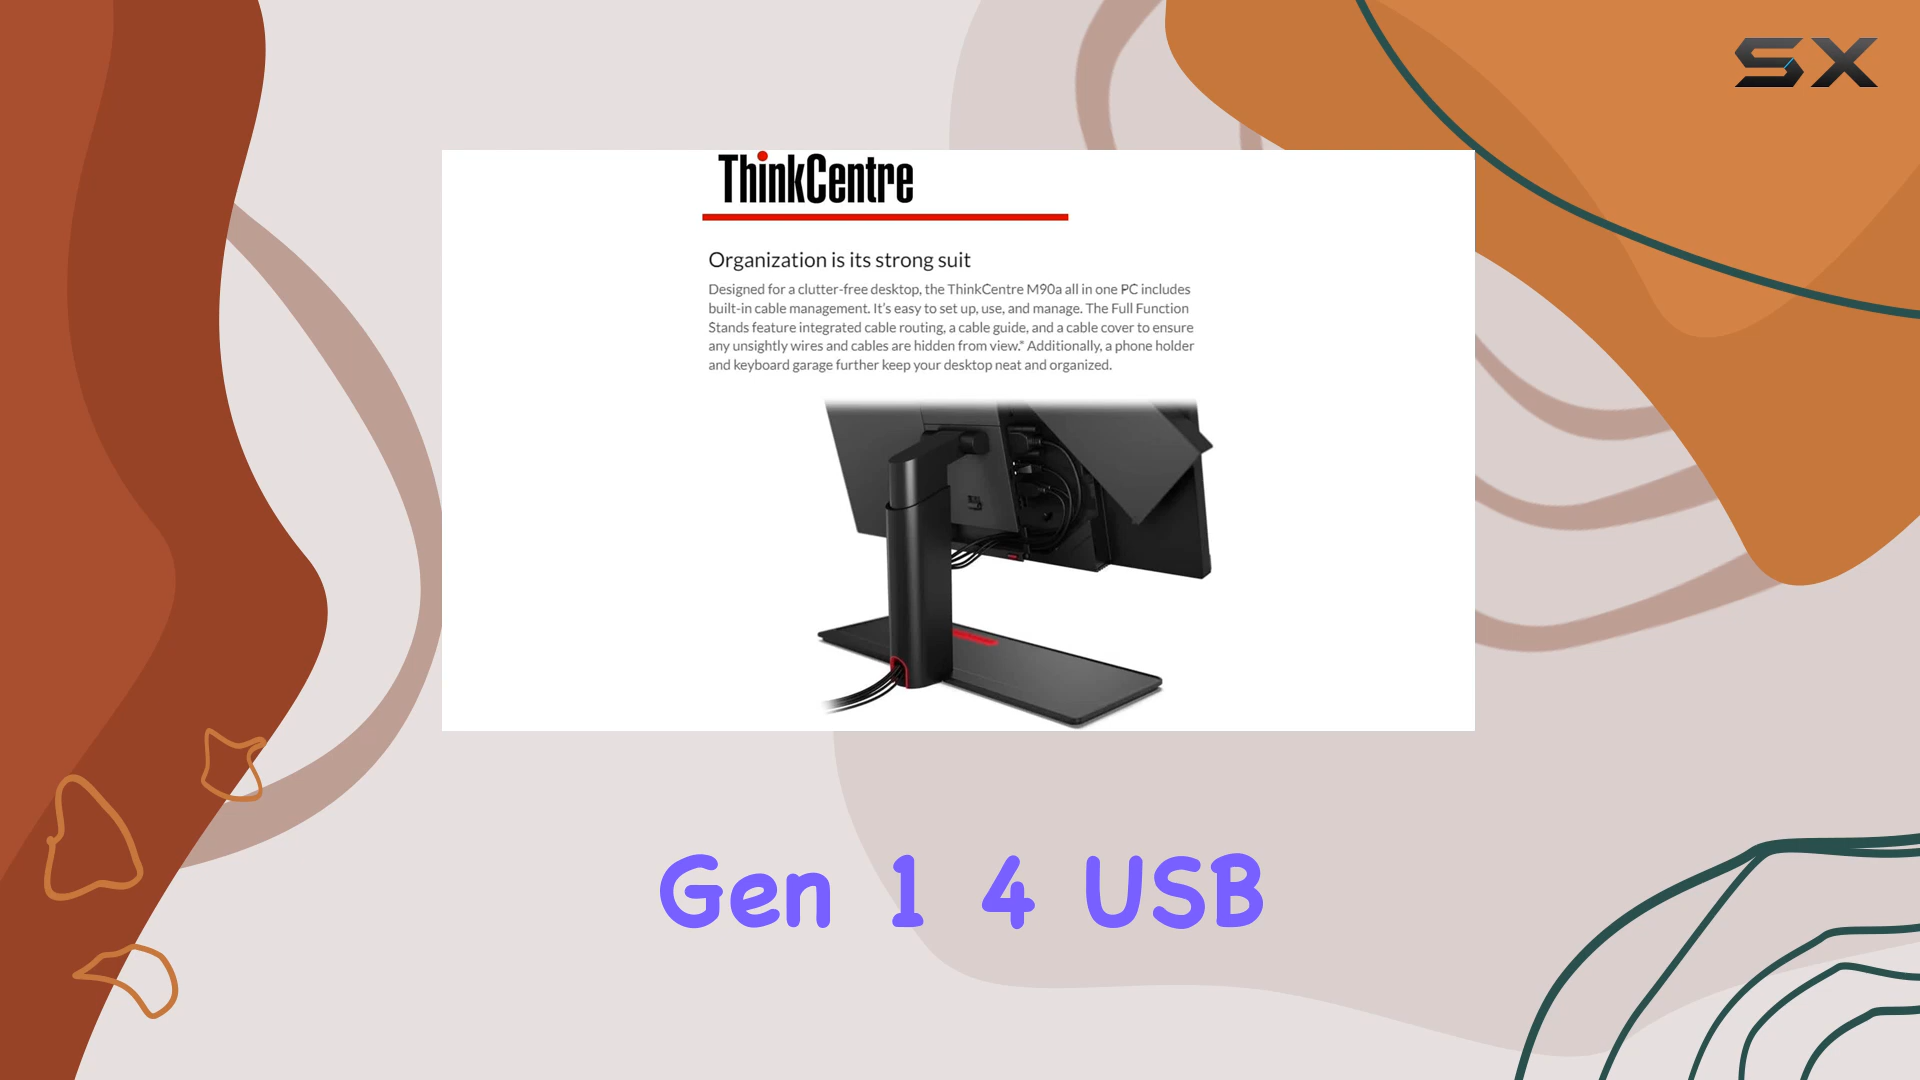 SX
ThinkCentre
Organization is its strong suit
Designed for a clutter-free desktop, the ThinkCentre M90a all in one PC includes
built-in cable management. It's easy to set up, use, and manage. The Full Function
Stands feature integrated cable routing, a cable guide, and a cable cover to ensure
any unsightly wires and cables are hidden from view.* Additionally, a phone holder
and keyboard garage further keep your desktop neat and organized.
Gen 1 4 USB